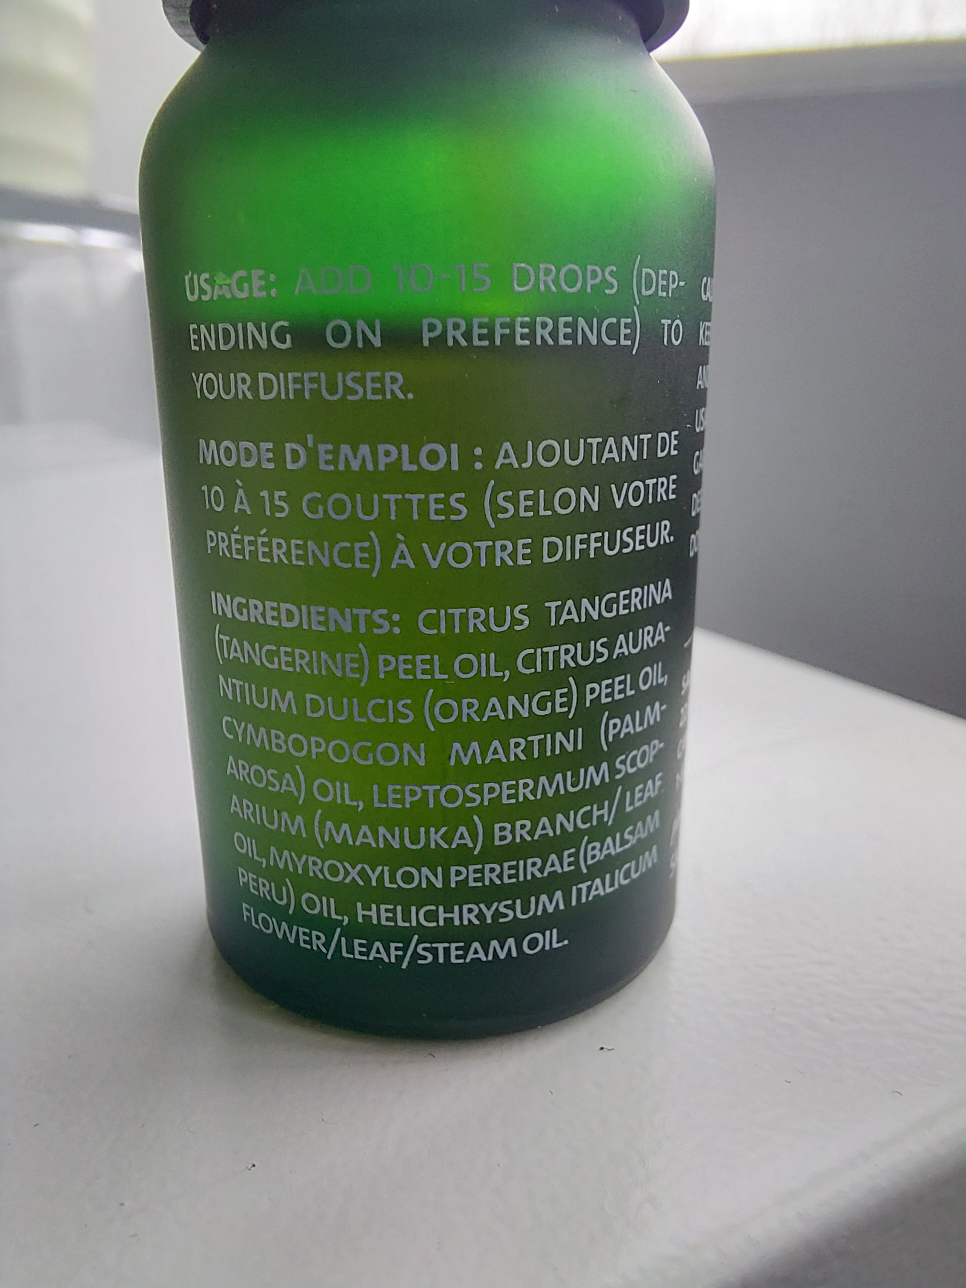 USAGE: ADD 10-15 DROPS (DEP-
ENDING ON PREFERENCE) TO
YOUR DIFFUSER.
MODE D'EMPLOI : AJOUTANT DE
10 À 15 GOUTTES (SELON VOTRE
PRÉFÉRENCE) À VOTRE DIFFUSEUR.
INGREDIENTS: CITRUS TANGERINA
(TANGERINE) PEEL OIL, CITRUS AURA-
NTIUM DULCIS (ORANGE) PEEL OIL,
CYMBOPOGON MARTINI (PALM-
AROSA) OIL, LEPTOSPERMUM SCOP-
ARIUM (MANUKA) BRANCH/ LEAF
OIL, MYROXYLON PEREIRAE (BALSAM
PERU) OIL, HELICHRYSUM ITALICUM
FLOWER/LEAF/STEAM OIL.